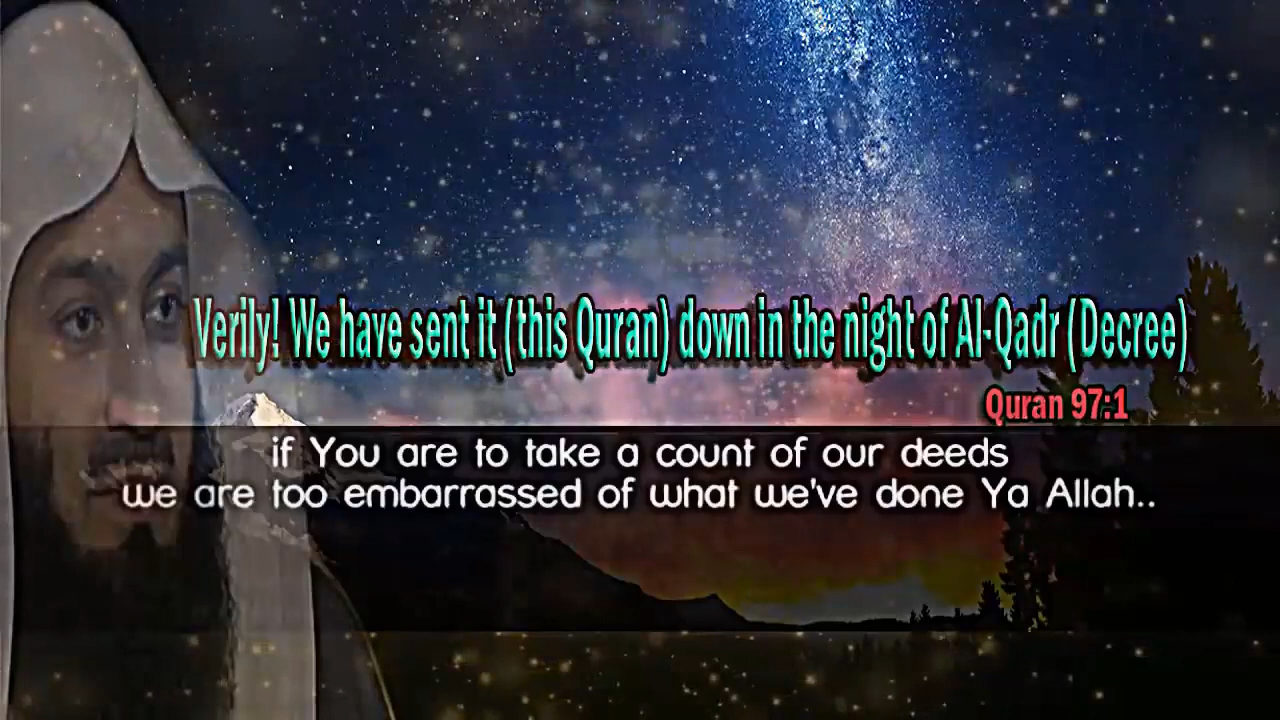 Verily! We have sent it (this Quran) down in the night of Al-Qadr (Decree)
Quran 97:1
if You are to take a count of our deeds
we are too embarrassed of what we've done Ya Allah..